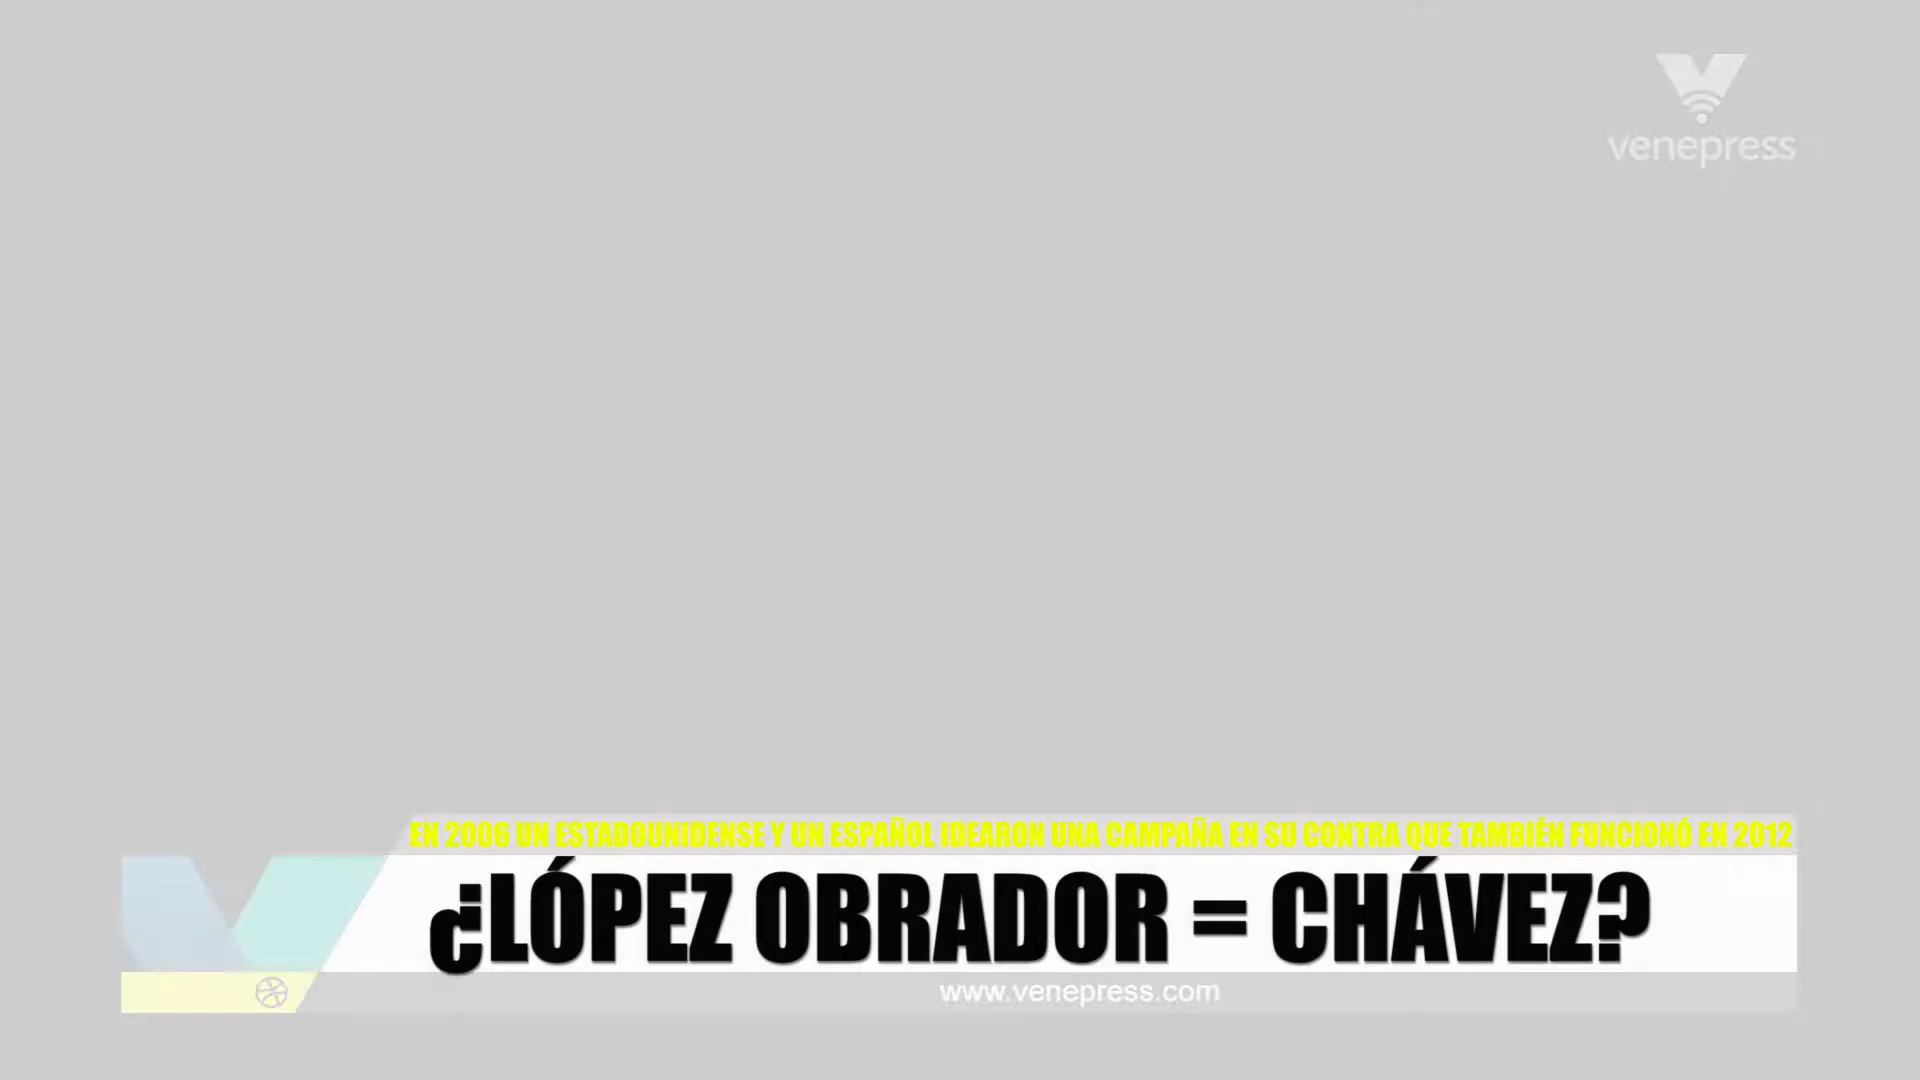 venepress
EN 2006 UN ESTADOUNIDENSE Y UN ESPAÑOL IDEARON UNA CAMPAÑA EN SU CONTRA QUE TAMBIÉN FUNCIONÓ EN 2012
¿LÓPEZ OBRADOR = CHÁVEZ?
www.venepress.com